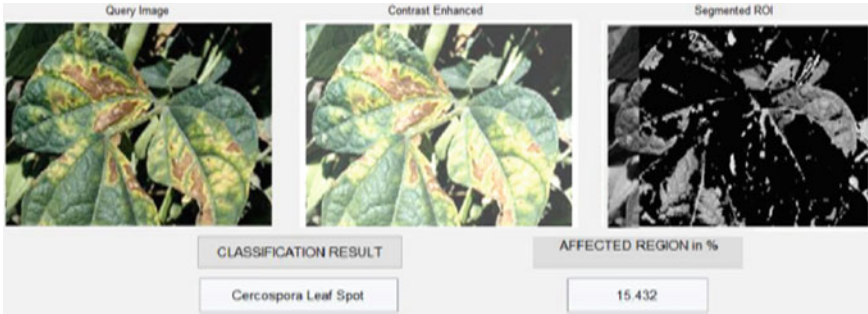 Query Image
Contrast Enhanced
Segmented ROI
CLASSIFICATION RESULT
AFFECTED REGION in %
Cercospora Leaf Spot
15.432